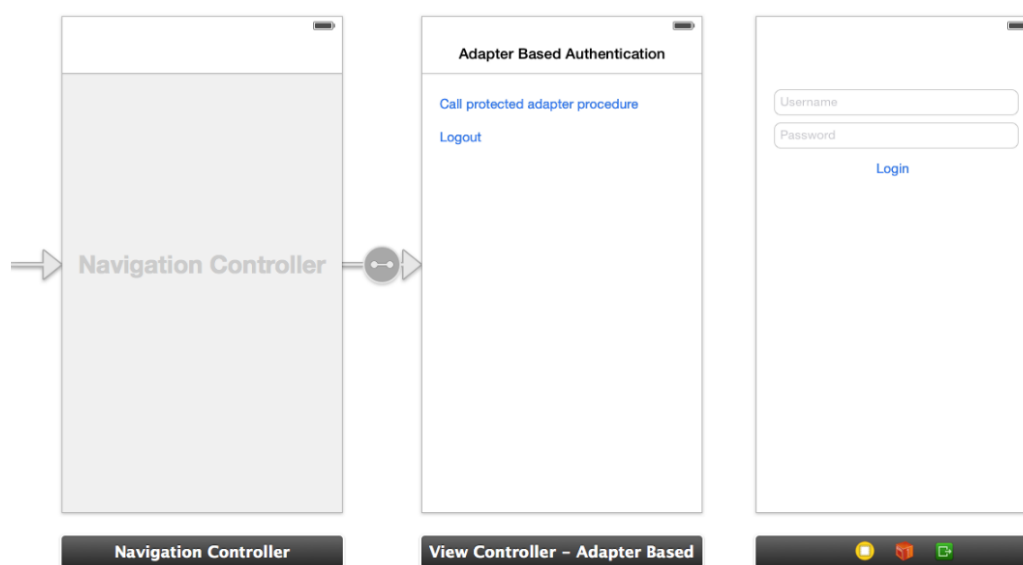 Adapter Based Authentication
Call protected adapter procedure
Logout
Username
Password
Login
Navigation Controller
Navigation Controller
View Controller – Adapter Based